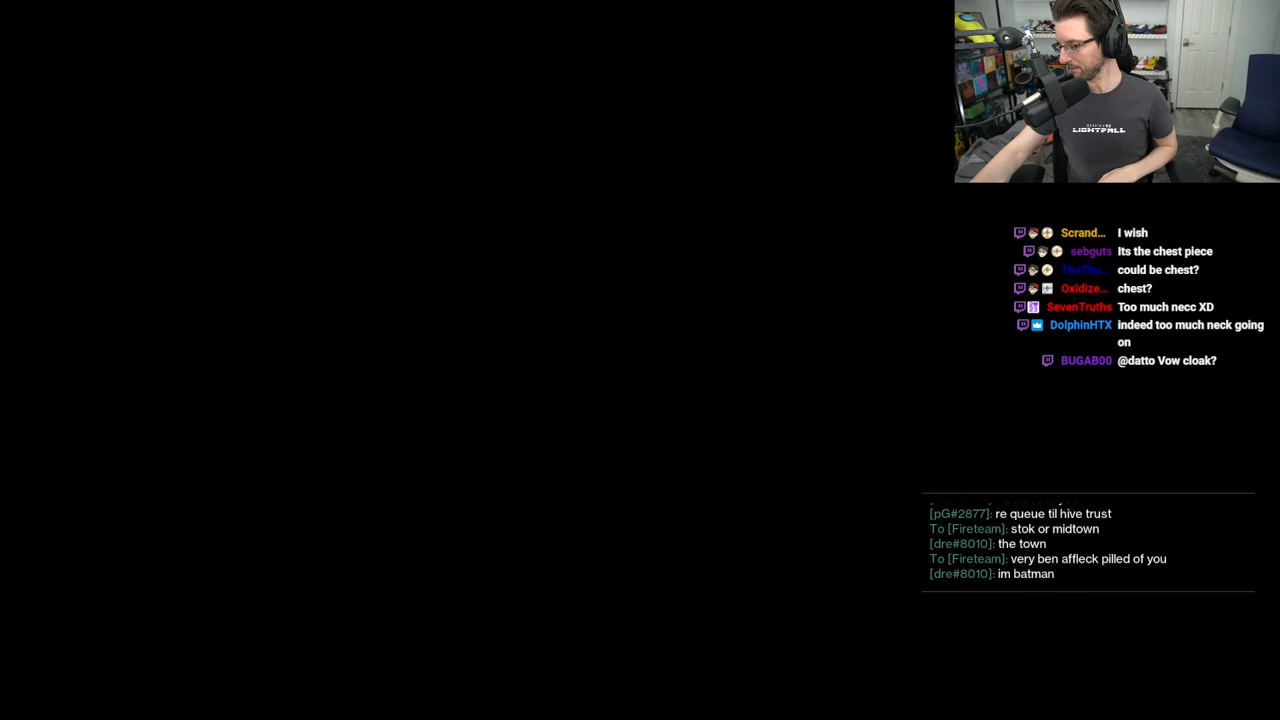 LIGHTFALL
Scrand... I wish
sebguts Its the chest piece
TheThu... could be chest?
Oxidize... chest?
SevenTruths Too much necc XD
DolphinHTX indeed too much neck going
on
BUGAB00 @datto Vow cloak?
[pG#2877]: re queue til hive trust
To [Fireteam]: stok or midtown
[dre#8010]: the town
To [Fireteam]: very ben affleck pilled of you
[dre#8010]: im batman